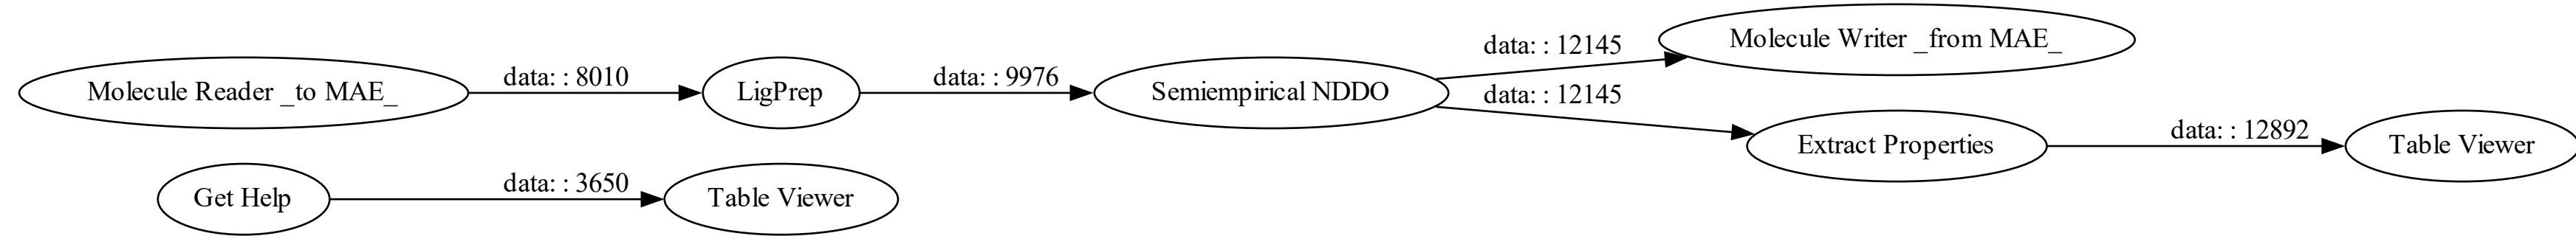 Molecule Reader _to MAE_
data: : 8010
LigPrep
data: : 9976
Semiempirical NDDO
data: : 12145
Molecule Writer _from MAE_
data: : 12145
Extract Properties
data: : 12892
Table Viewer
Get Help
data: : 3650
Table Viewer